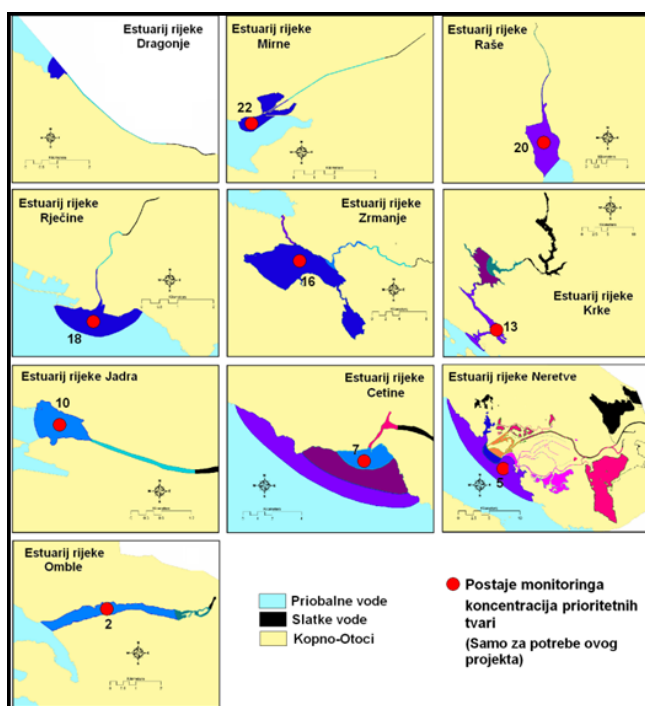 Estuarij rijeke
Dragonje
Estuarij rijeke
Mirne
22
Estuarij rijeke
Raše
20
Estuarij rijeke
Rječine
18
Estuarij rijeke
Zrmanje
16
Estuarij rijeke
Krke
13
Estuarij rijeke Jadra
10
Estuarij rijeke
Cetine
7
Estuarij rijeke Neretve
5
Estuarij rijeke
Omble
2
Priobalne vode
Slatke vode
Kopno-Otoci
Postaje monitoringa
koncentracija prioritetnih
tvari
(Samo za potrebe ovog
projekta)